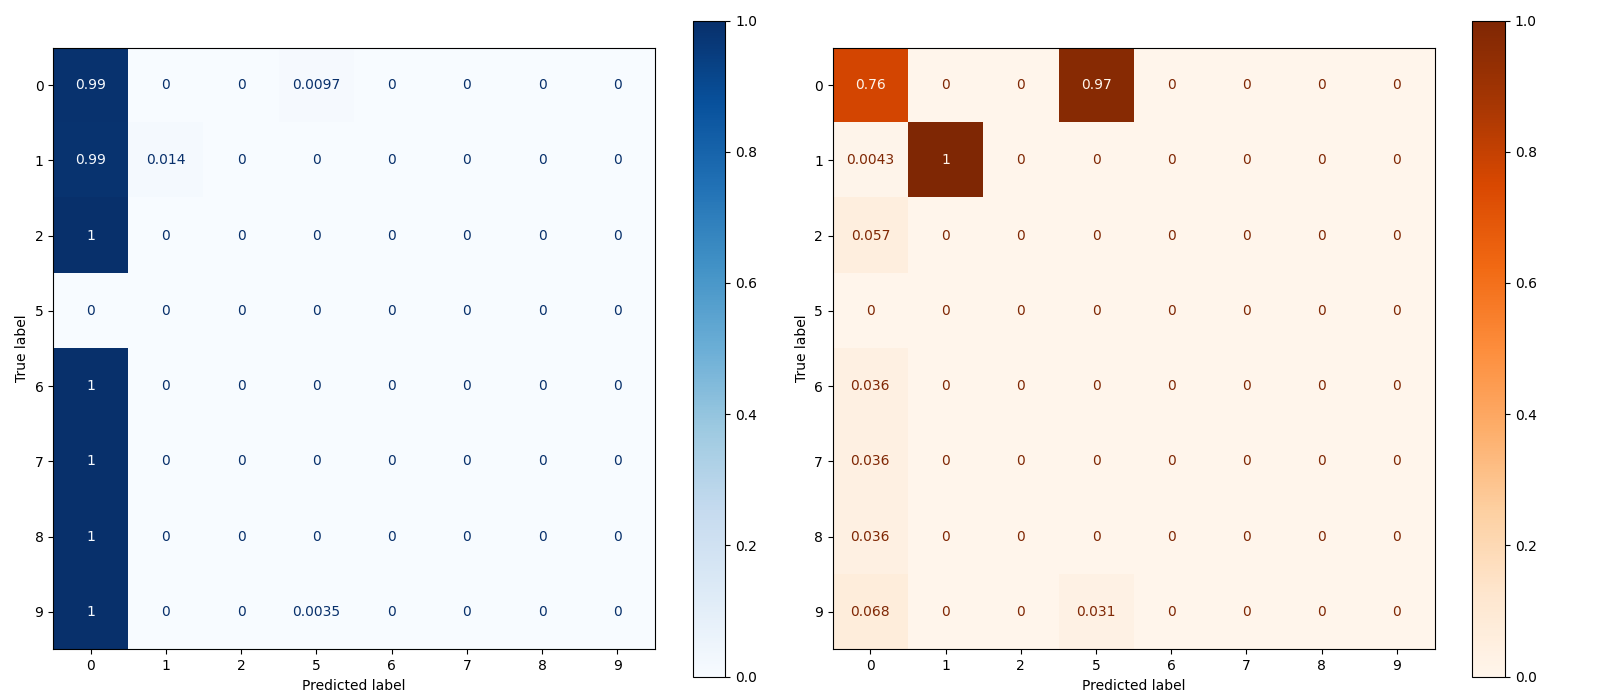 1.0
0.8
0.6
0.4
0.2
0.0
True label
0 0.99 0 0 0.0097 0 0 0 0
1 0.99 0.014 0 0 0 0 0 0
2 1 0 0 0 0 0 0 0
5 0 0 0 0 0 0 0 0
6 1 0 0 0 0 0 0 0
7 1 0 0 0 0 0 0 0
8 1 0 0 0 0 0 0 0
9 1 0 0 0.0035 0 0 0 0
0 1 2 5 6 7 8 9
Predicted label
1.0
0.8
0.6
0.4
0.2
0.0
True label
0 0.76 0 0 0.97 0 0 0 0
1 0.0043 1 0 0 0 0 0 0
2 0.057 0 0 0 0 0 0 0
5 0 0 0 0 0 0 0 0
6 0.036 0 0 0 0 0 0 0
7 0.036 0 0 0 0 0 0 0
8 0.036 0 0 0 0 0 0 0
9 0.068 0 0 0.031 0 0 0 0
0 1 2 5 6 7 8 9
Predicted label